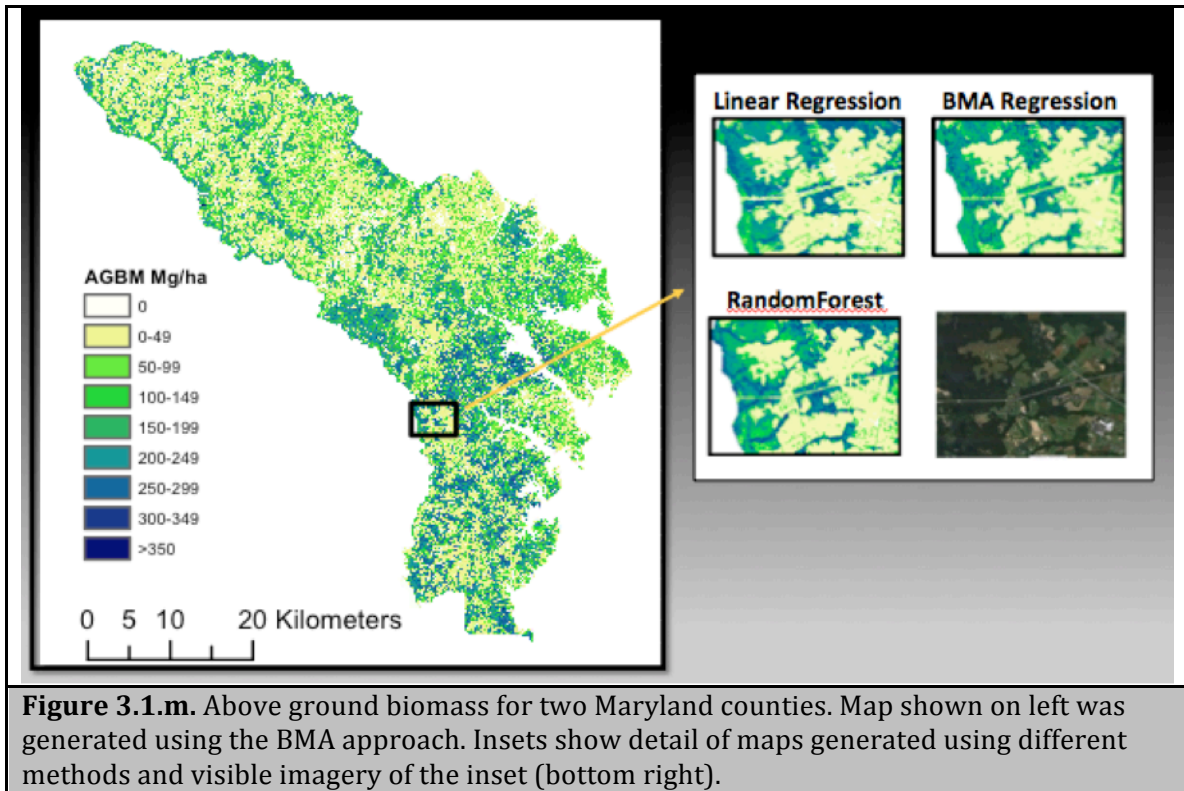 Linear Regression
BMA Regression
RandomForest
AGBM Mg/ha
0
0-49
50-99
100-149
150-199
200-249
250-299
300-349
>350
0 5 10 20 Kilometers
Figure 3.1.m. Above ground biomass for two Maryland counties. Map shown on left was
generated using the BMA approach. Insets show detail of maps generated using different
methods and visible imagery of the inset (bottom right).